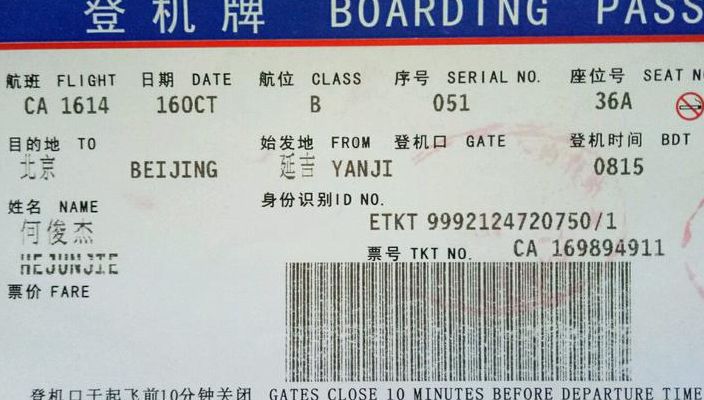 登机牌 BOARDING PASS
航班 FLIGHT 日期 DATE 航位 CLASS 序号 SERIAL NO. 座位号 SEAT NO
CA 1614 16OCT B 051 36A
目的地 TO 始发地 FROM 登机口 GATE 登机时间 BDT
北京 BEIJING 延吉 YANJI 0815
姓名 NAME 身份识别ID NO.
何俊杰 ETKT 9992124720750/1
HEJUNJIE 票号 TKT NO. CA 169894911
票价 FARE
登机口于起飞前10分钟关闭 GATES CLOSE 10 MINUTES BEFORE DEPARTURE TIME